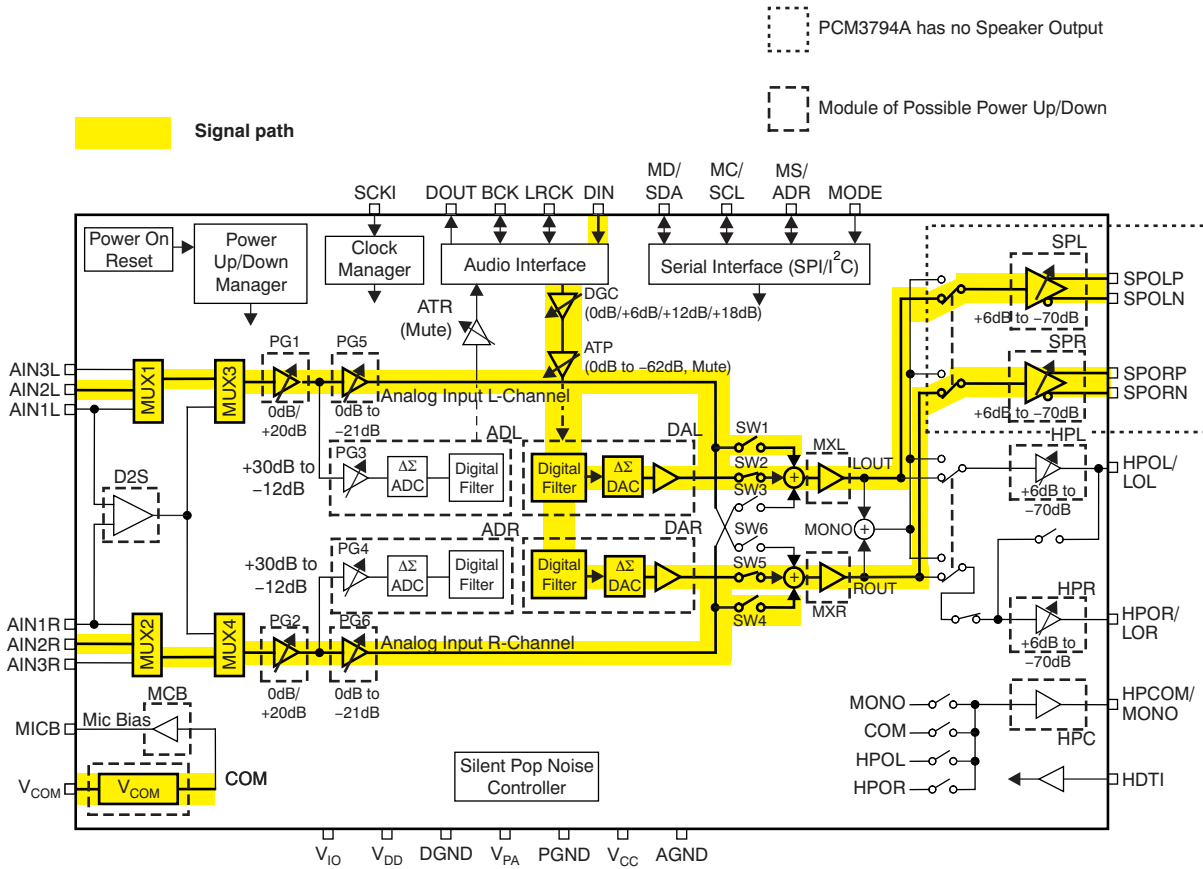 PCM3794A has no Speaker Output
Module of Possible Power Up/Down
Signal path
SCKI
DOUT
BCK
LRCK
DIN
MD/
SDA
MC/
SCL
MS/
ADR
MODE
Power On
Reset
Power
Up/Down
Manager
Clock
Manager
Audio Interface
Serial Interface (SPI/I²C)
SPL
SPOLP
SPOLN
+6dB to −70dB
ATR
(Mute)
DGC
(0dB/+6dB/+12dB/+18dB)
ATP
(0dB to −62dB, Mute)
SPR
SPORP
SPORN
+6dB to −70dB
AIN3L
AIN2L
AIN1L
MUX1
MUX3
PG1
PG5
0dB/
+20dB
0dB to
−21dB
Analog Input L-Channel
ADL
DAL
+30dB to
−12dB
PG3
ΔΣ
ADC
Digital
Filter
Digital
Filter
ΔΣ
DAC
SW1
SW2
SW3
MXL
LOUT
HPL
HPOL/
LOL
+6dB to
−70dB
D2S
MONO
ADR
DAR
+30dB to
−12dB
PG4
ΔΣ
ADC
Digital
Filter
Digital
Filter
ΔΣ
DAC
SW6
SW5
SW4
MXR
ROUT
HPR
HPOR/
LOR
+6dB to
−70dB
AIN1R
AIN2R
AIN3R
MUX2
MUX4
PG2
PG6
0dB/
+20dB
0dB to
−21dB
Analog Input R-Channel
MICB
Mic Bias
MCB
VCOM
VCOM
COM
Silent Pop Noise
Controller
MONO
COM
HPOL
HPOR
HPC
HPCOM/
MONO
HDTI
VIO
VDD
DGND
VPA
PGND
VCC
AGND